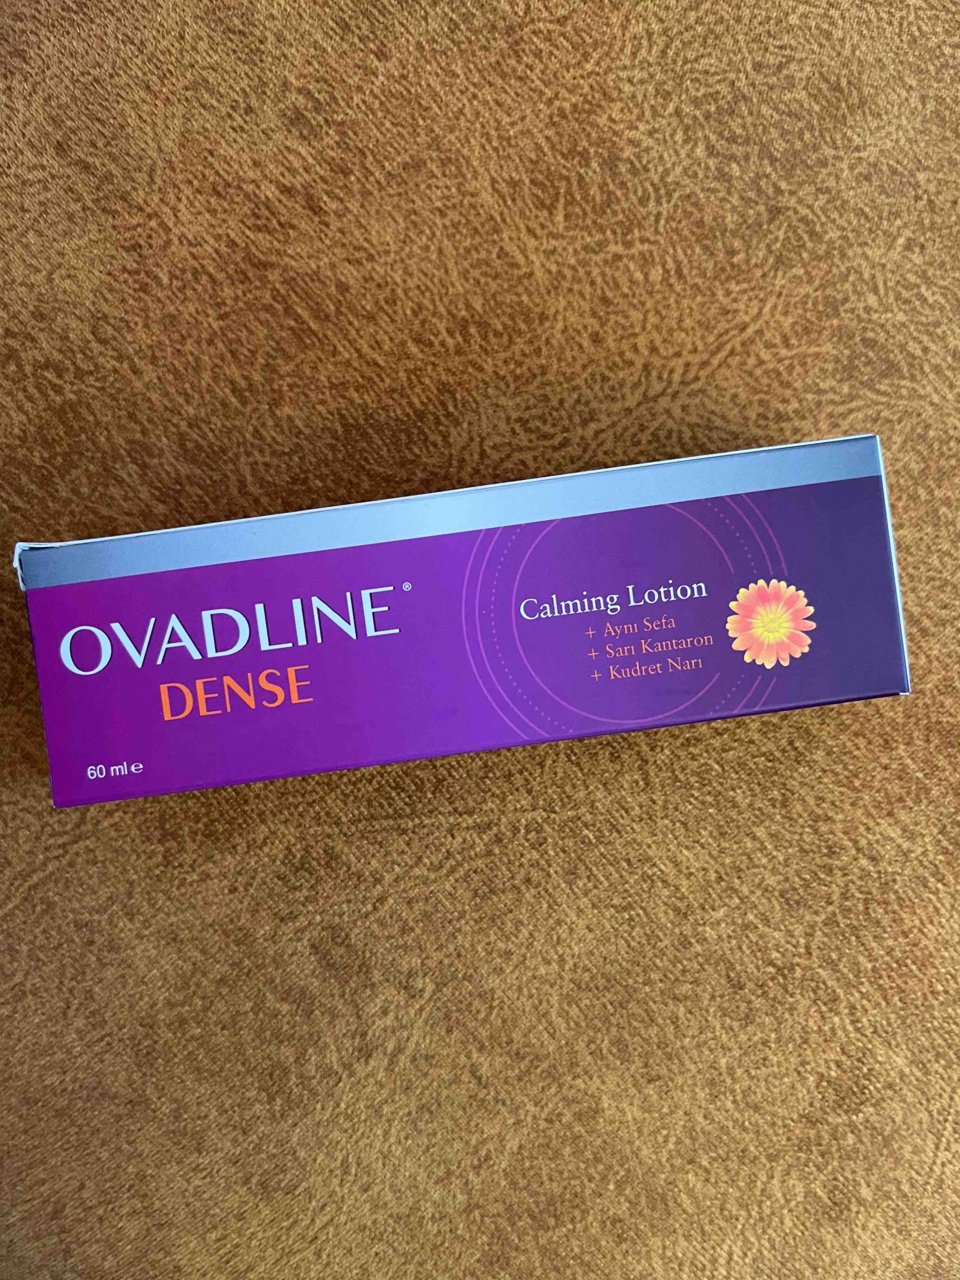 OVADLINE®
DENSE
60 ml e
Calming Lotion
+ Aynı Sefa
+ Sarı Kantaron
+ Kudret Narı